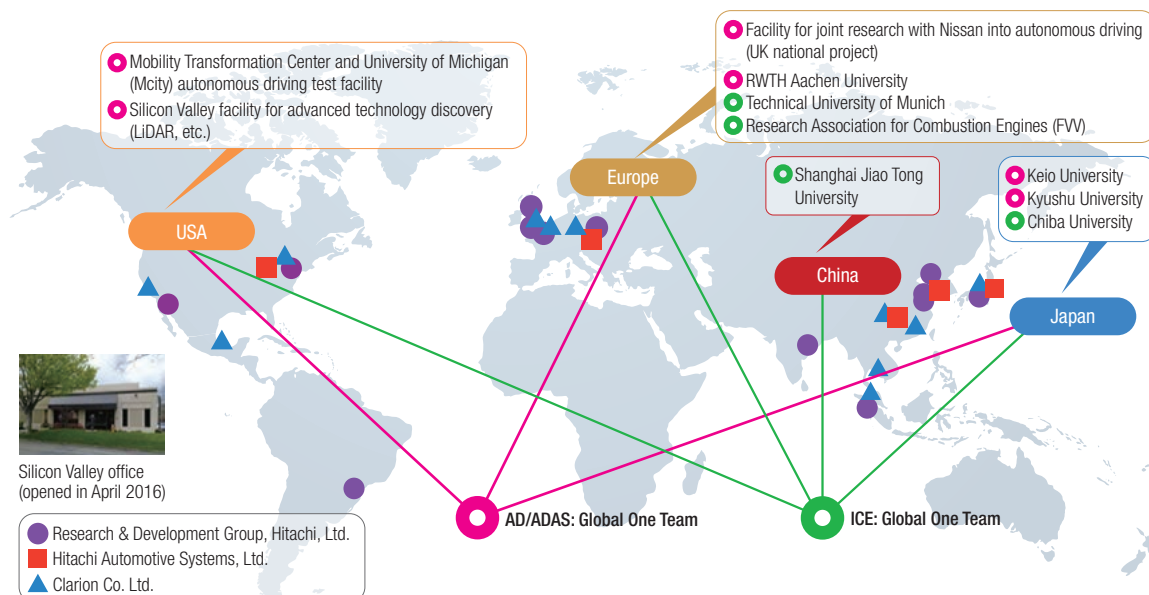 Mobility Transformation Center and University of Michigan
(Mcity) autonomous driving test facility
Silicon Valley facility for advanced technology discovery
(LiDAR, etc.)
Facility for joint research with Nissan into autonomous driving
(UK national project)
RWTH Aachen University
Technical University of Munich
Research Association for Combustion Engines (FVV)
Shanghai Jiao Tong
University
Keio University
Kyushu University
Chiba University
USA
Europe
China
Japan
Silicon Valley office
(opened in April 2016)
AD/ADAS: Global One Team
ICE: Global One Team
Research & Development Group, Hitachi, Ltd.
Hitachi Automotive Systems, Ltd.
Clarion Co. Ltd.